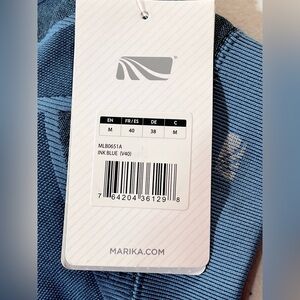 EN FR/ES DE C
M 40 38 M
MLB0651A
INK BLUE (V40)
7 64204 36129 8
MARIKA.COM